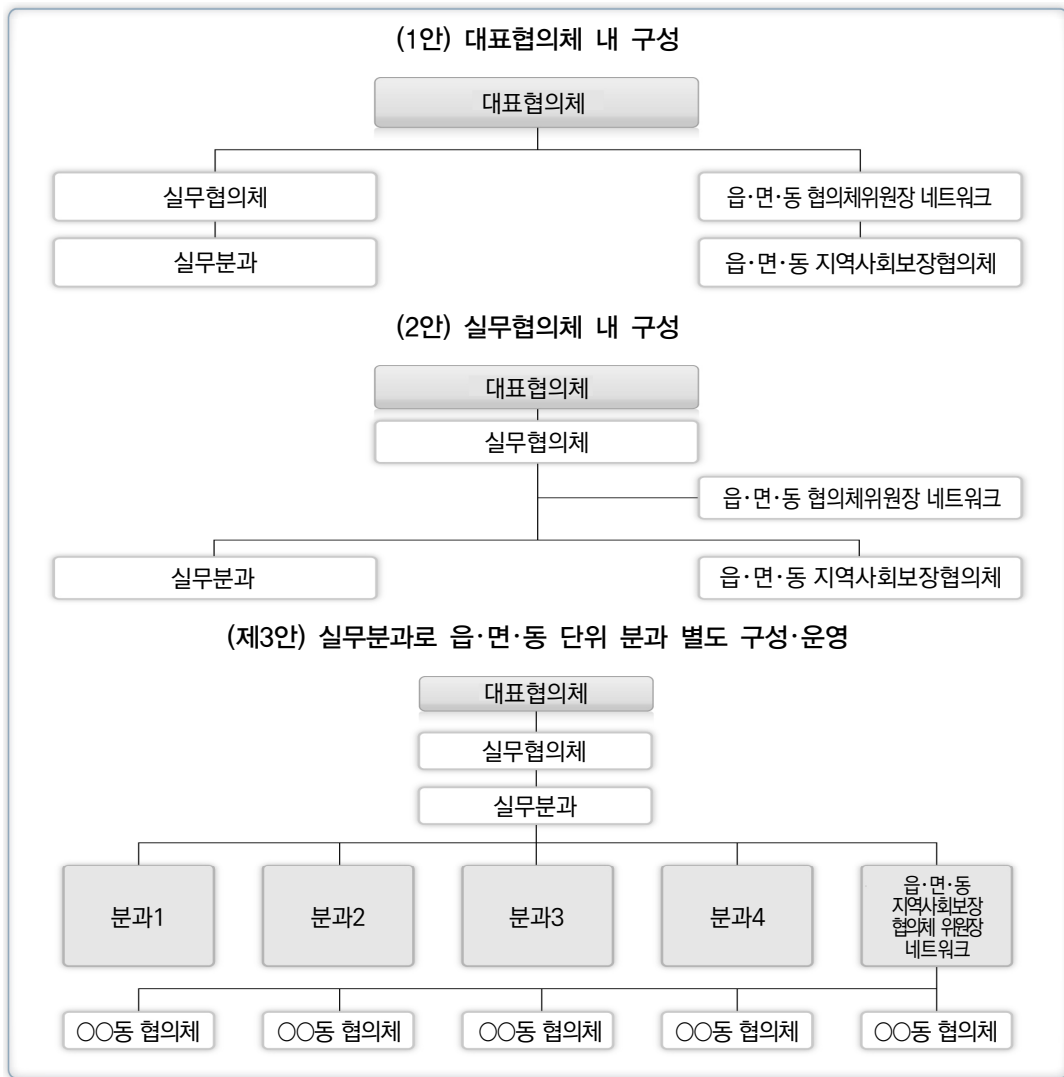 (1안) 대표협의체 내 구성
대표협의체
실무협의체
읍·면·동 협의체위원장 네트워크
실무분과
읍·면·동 지역사회보장협의체
(2안) 실무협의체 내 구성
대표협의체
실무협의체
읍·면·동 협의체위원장 네트워크
실무분과
읍·면·동 지역사회보장협의체
(제3안) 실무분과로 읍·면·동 단위 분과 별도 구성·운영
대표협의체
실무협의체
실무분과
분과1
분과2
분과3
분과4
읍·면·동
지역사회보장
협의체 위원장
네트워크
○○동 협의체
○○동 협의체
○○동 협의체
○○동 협의체
○○동 협의체